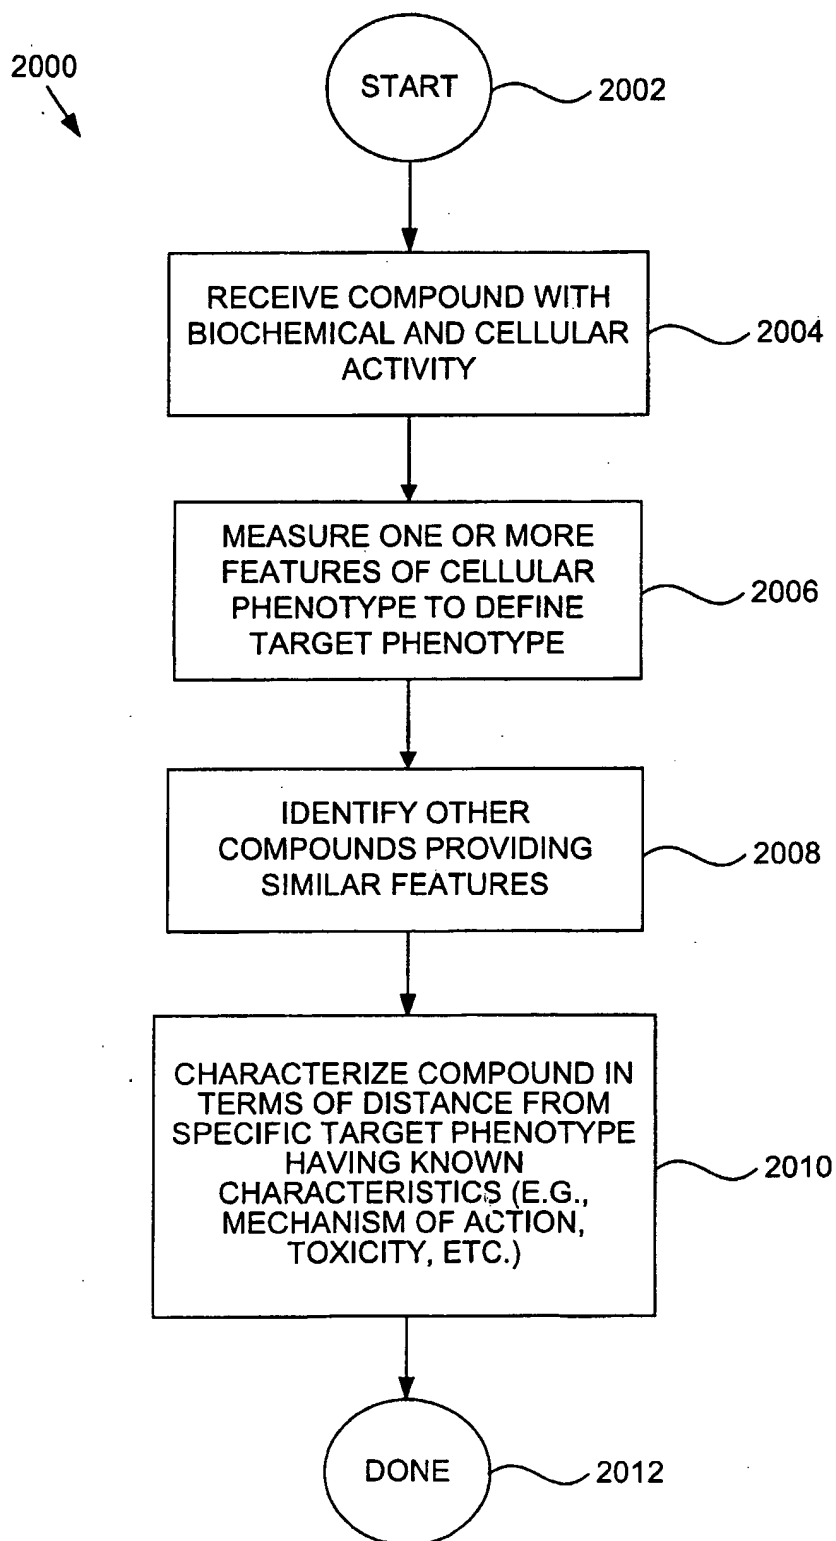 2000
START
2002
RECEIVE COMPOUND WITH
BIOCHEMICAL AND CELLULAR
ACTIVITY
2004
MEASURE ONE OR MORE
FEATURES OF CELLULAR
PHENOTYPE TO DEFINE
TARGET PHENOTYPE
2006
IDENTIFY OTHER
COMPOUNDS PROVIDING
SIMILAR FEATURES
2008
CHARACTERIZE COMPOUND IN
TERMS OF DISTANCE FROM
SPECIFIC TARGET PHENOTYPE
HAVING KNOWN
CHARACTERISTICS (E.G.,
MECHANISM OF ACTION,
TOXICITY, ETC.)
2010
DONE
2012